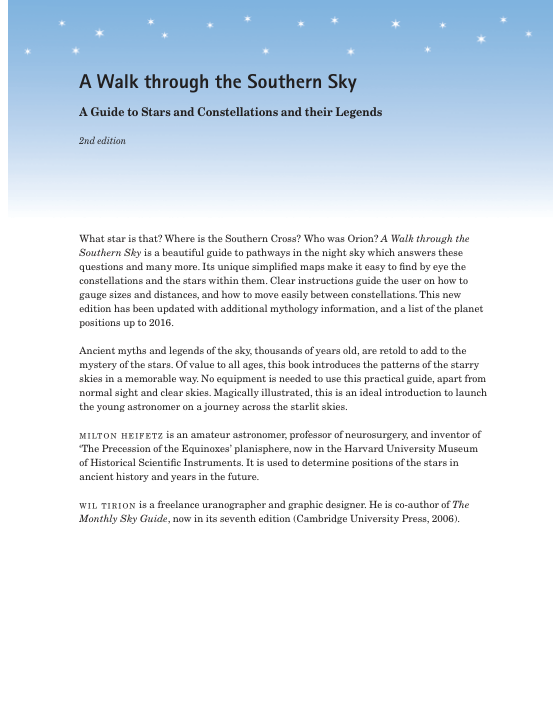 A Walk through the Southern Sky
A Guide to Stars and Constellations and their Legends
2nd edition
What star is that? Where is the Southern Cross? Who was Orion? A Walk through the
Southern Sky is a beautiful guide to pathways in the night sky which answers these
questions and many more. Its unique simplified maps make it easy to find by eye the
constellations and the stars within them. Clear instructions guide the user on how to
gauge sizes and distances, and how to move easily between constellations. This new
edition has been updated with additional mythology information, and a list of the planet
positions up to 2016.
Ancient myths and legends of the sky, thousands of years old, are retold to add to the
mystery of the stars. Of value to all ages, this book introduces the patterns of the starry
skies in a memorable way. No equipment is needed to use this practical guide, apart from
normal sight and clear skies. Magically illustrated, this is an ideal introduction to launch
the young astronomer on a journey across the starlit skies.
MILTON HEIFETZ is an amateur astronomer, professor of neurosurgery, and inventor of
‘The Precession of the Equinoxes’ planisphere, now in the Harvard University Museum
of Historical Scientific Instruments. It is used to determine positions of the stars in
ancient history and years in the future.
WIL TIRION is a freelance uranographer and graphic designer. He is co-author of The
Monthly Sky Guide, now in its seventh edition (Cambridge University Press, 2006).